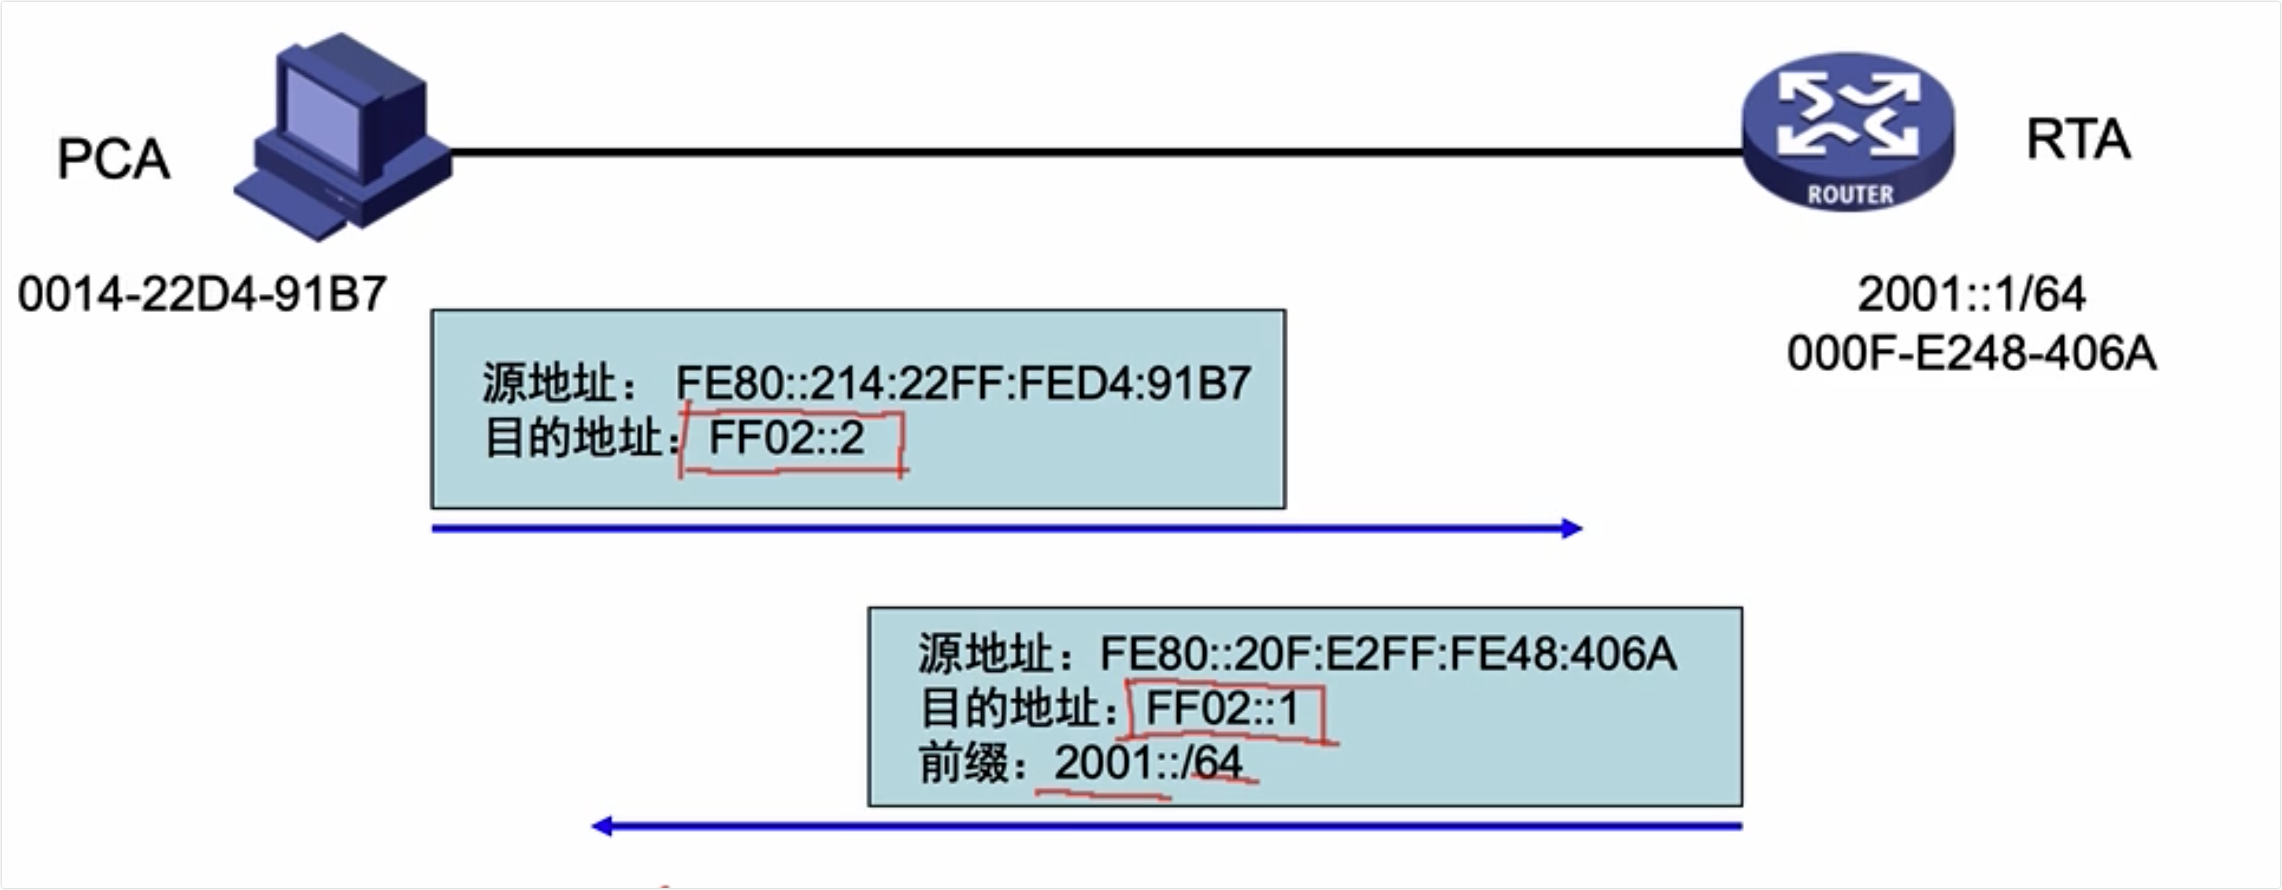 PCA
ROUTER
RTA
0014-22D4-91B7
2001::1/64
000F-E248-406A
源地址： FE80::214:22FF:FED4:91B7
目的地址： FF02::2
源地址：FE80::20F:E2FF:FE48:406A
目的地址： FF02::1
前缀：2001::/64